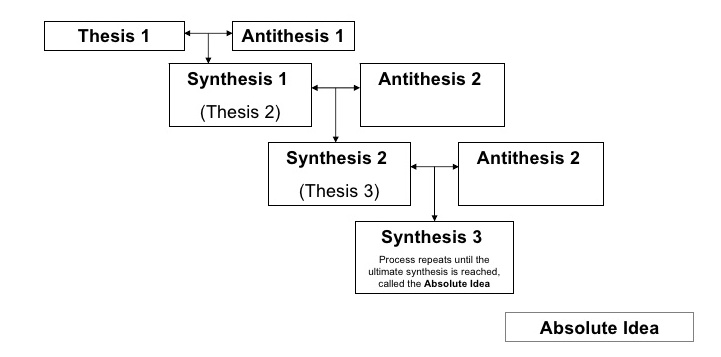 Thesis 1
Antithesis 1
Synthesis 1
(Thesis 2)
Antithesis 2
Synthesis 2
(Thesis 3)
Antithesis 2
Synthesis 3
Process repeats until the
ultimate synthesis is reached,
called the Absolute Idea
Absolute Idea